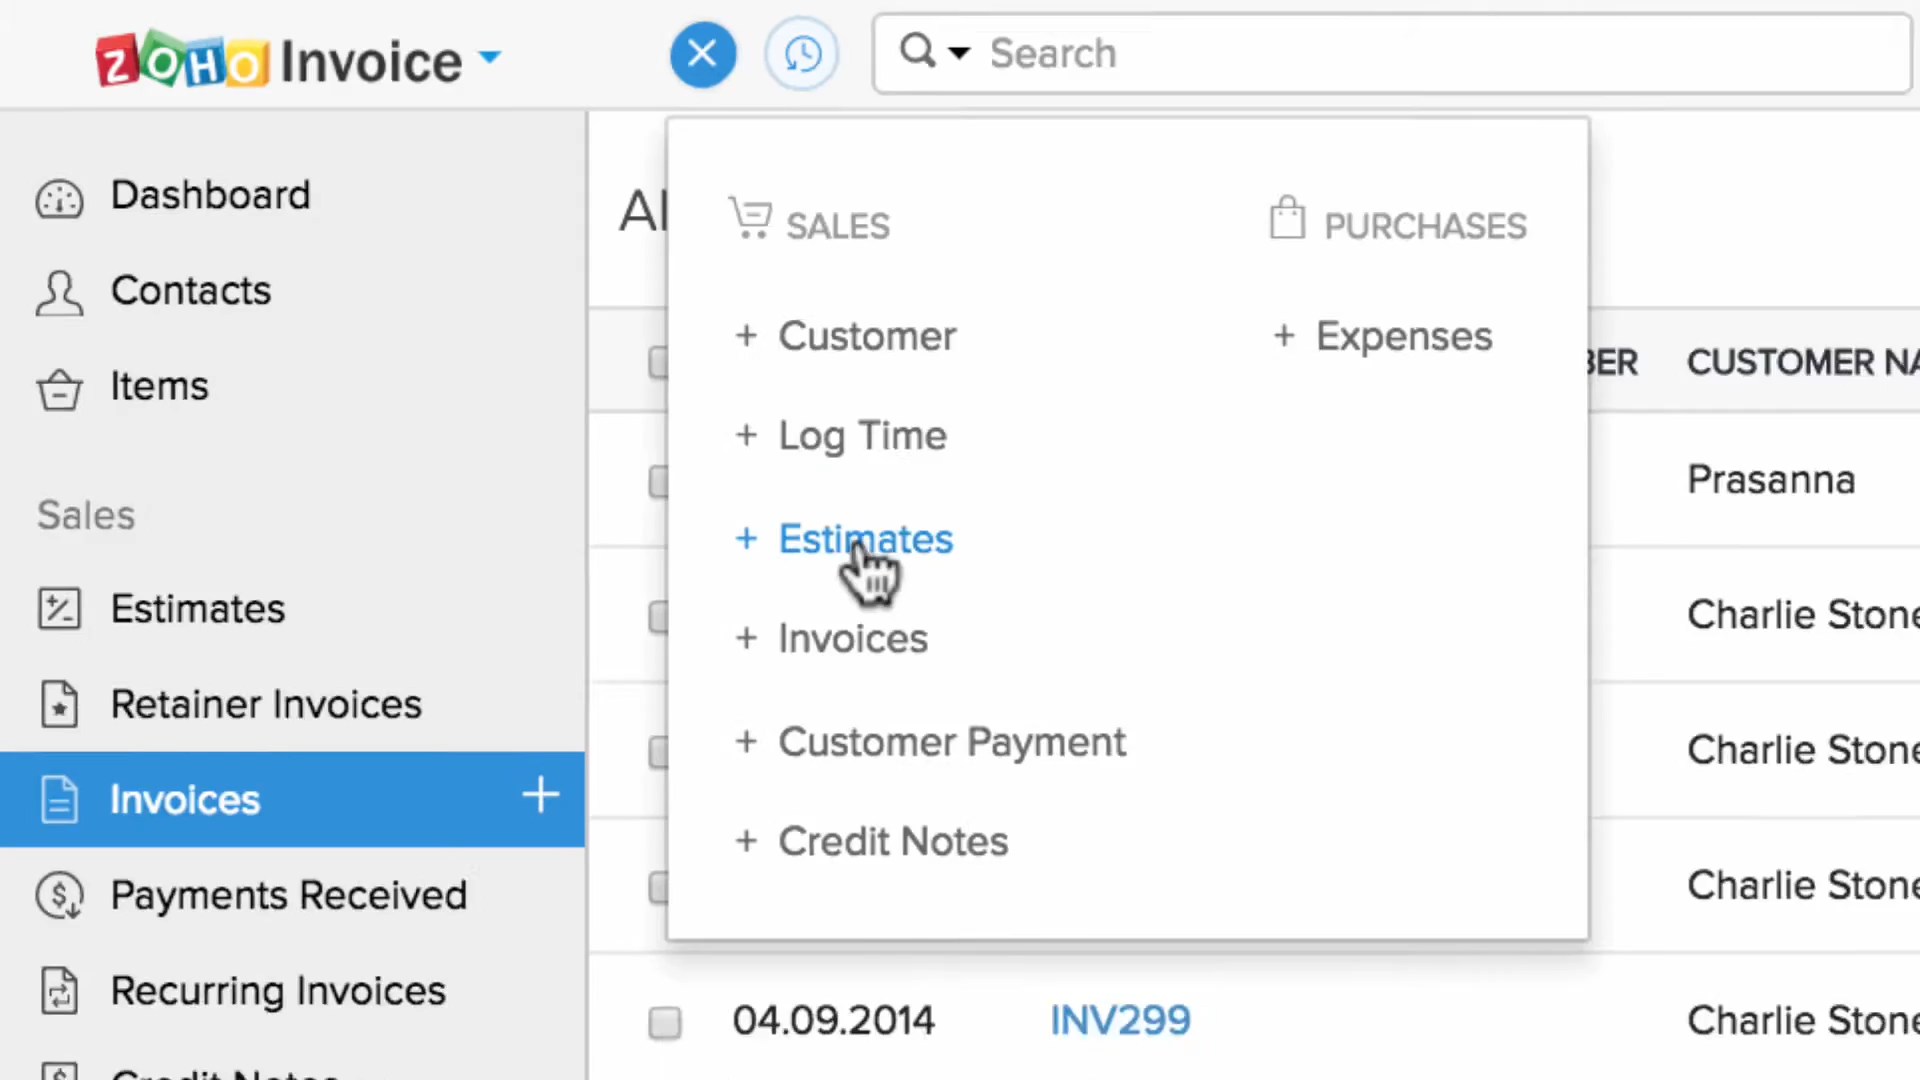 ZOHO Invoice
Search
Dashboard
Contacts
Items
Sales
Estimates
Retainer Invoices
Invoices +
Payments Received
Recurring Invoices
Credit Notes
Al
SALES
+ Customer
+ Log Time
+ Estimates
+ Invoices
+ Customer Payment
+ Credit Notes
PURCHASES
+ Expenses
BER CUSTOMER NA
Prasanna
Charlie Stone
Charlie Stone
Charlie Stone
04.09.2014 INV299 Charlie Stone